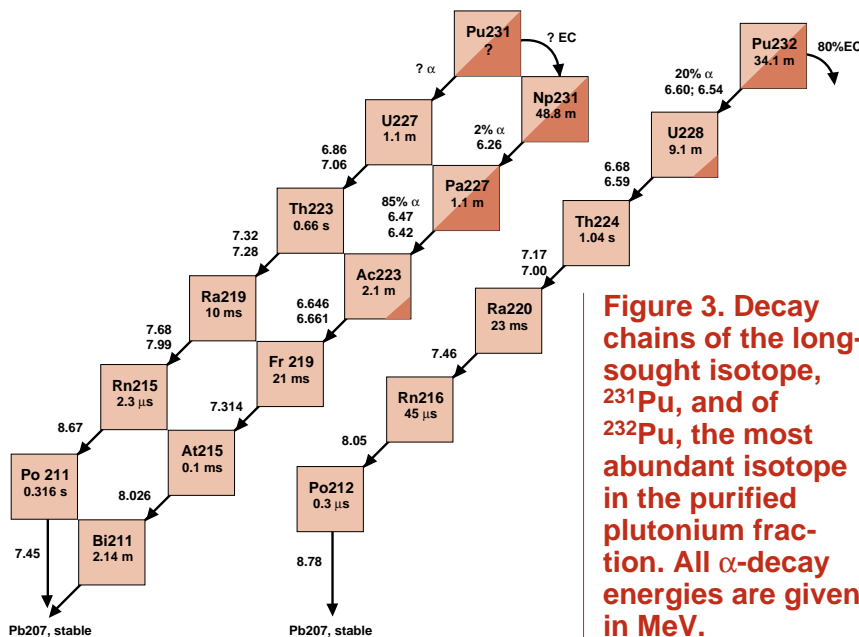 Pu231
?
? EC
? α
Np231
48.8 m
U227
1.1 m
2% α
6.26
6.86
7.06
Pa227
1.1 m
Th223
0.66 s
85% α
6.47
6.42
7.32
7.28
Ac223
2.1 m
Ra219
10 ms
6.646
6.661
7.68
7.99
Fr 219
21 ms
Rn215
2.3 µs
7.314
8.67
At215
0.1 ms
Po 211
0.316 s
8.026
Bi211
2.14 m
7.45
Pb207, stable
Pu232
34.1 m
80%EC
20% α
6.60; 6.54
U228
9.1 m
6.68
6.59
Th224
1.04 s
7.17
7.00
Ra220
23 ms
7.46
Rn216
45 µs
8.05
Po212
0.3 µs
8.78
Pb207, stable
Figure 3. Decay
chains of the long-
sought isotope,
²³¹Pu, and of
²³²Pu, the most
abundant isotope
in the purified
plutonium frac-
tion. All α-decay
energies are given
in MeV.